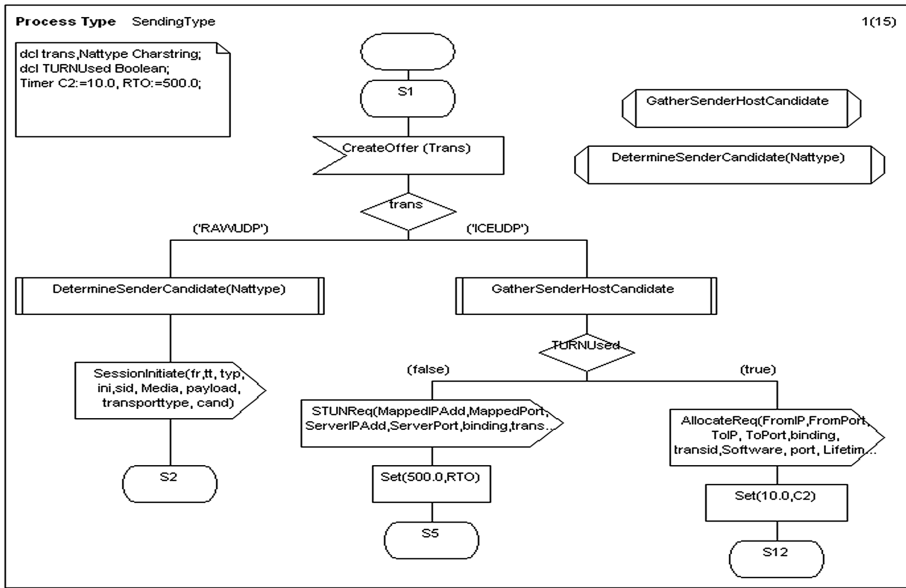 Process Type SendingType
1(15)
dcl trans,Nattype Charstring;
dcl TURNUsed Boolean;
Timer C2:=10.0, RTO:=500.0;
S1
GatherSenderHostCandidate
CreateOffer (Trans)
DetermineSenderCandidate(Nattype)
trans
('RAWUDP')
('ICEUDP')
DetermineSenderCandidate(Nattype)
GatherSenderHostCandidate
TURNUsed
(false)
(true)
SessionInitiate(fr,tt, typ,
ini,sid, Media, payload,
transporttype, cand)
STUNReq(MappedIPAdd,MappedPort,
ServerIPAdd,ServerPort,binding,trans...
AllocateReq(FromIP,FromPort,
ToIP, ToPort,binding,
transid,Software, port, Lifetim...
S2
Set(500.0,RTO)
Set(10.0,C2)
S5
S12